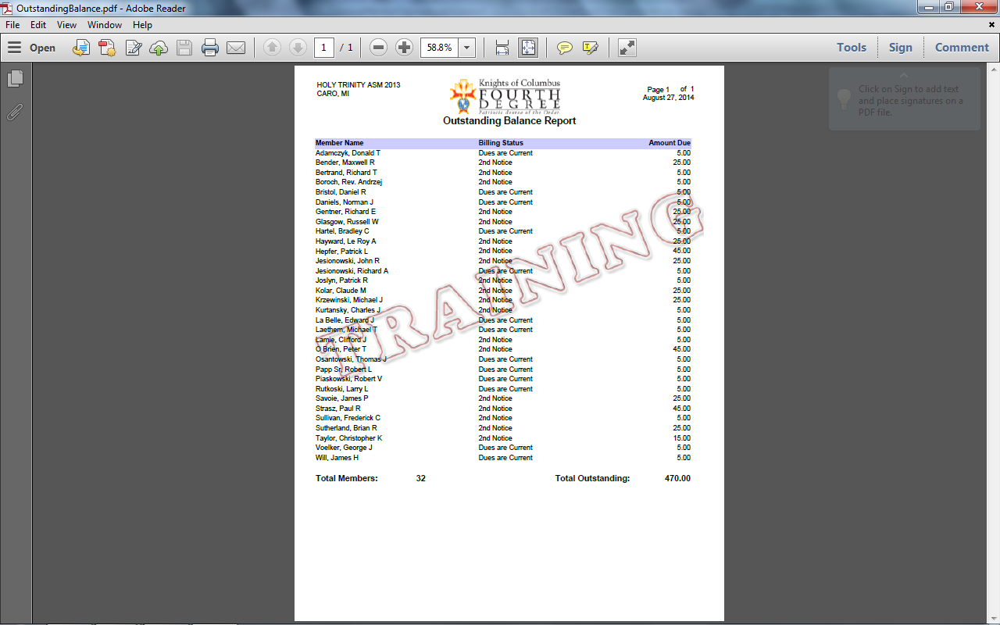 OutstandingBalance.pdf - Adobe Reader
File Edit View Window Help
Open 1 / 1 58.8% Tools Sign Comment
Click on Sign to add text
and place signatures on a
PDF file.
HOLY TRINITY ASM 2013
CARO, MI
Knights of Columbus
FOURTH
DEGREE
Patriotic degree of the Order
Page 1 of 1
August 27, 2014
Outstanding Balance Report
Member Name Billing Status Amount Due
Adamczyk, Donald T Dues are Current 5.00
Bender, Maxwell R 2nd Notice 25.00
Bertrand, Richard T 2nd Notice 5.00
Boroch, Rev. Andrzej 2nd Notice 5.00
Bristol, Daniel R Dues are Current 5.00
Daniels, Norman J Dues are Current 5.00
Gentner, Richard E 2nd Notice 25.00
Glasgow, Russell W 2nd Notice 25.00
Hartel, Bradley C Dues are Current 5.00
Hayward, Le Roy A 2nd Notice 25.00
Hepfer, Patrick L 2nd Notice 45.00
Jesionowski, John R 2nd Notice 25.00
Jesionowski, Richard A Dues are Current 5.00
Joslyn, Patrick R 2nd Notice 5.00
Kolar, Claude M 2nd Notice 25.00
Krzewinski, Michael J 2nd Notice 25.00
Kurtansky, Charles J 2nd Notice 5.00
La Belle, Edward J Dues are Current 5.00
Laethem, Michael T Dues are Current 5.00
Lamie, Clifford J 2nd Notice 5.00
O Brien, Peter T 2nd Notice 45.00
Osantowski, Thomas J Dues are Current 5.00
Papp Sr, Robert L Dues are Current 5.00
Piaskowski, Robert V Dues are Current 5.00
Rutkoski, Larry L Dues are Current 5.00
Savoie, James P 2nd Notice 25.00
Strasz, Paul R 2nd Notice 45.00
Sullivan, Frederick C 2nd Notice 5.00
Sutherland, Brian R 2nd Notice 25.00
Taylor, Christopher K 2nd Notice 15.00
Voelker, George J Dues are Current 5.00
Will, James H Dues are Current 5.00
Total Members: 32 Total Outstanding: 470.00
TRAINING